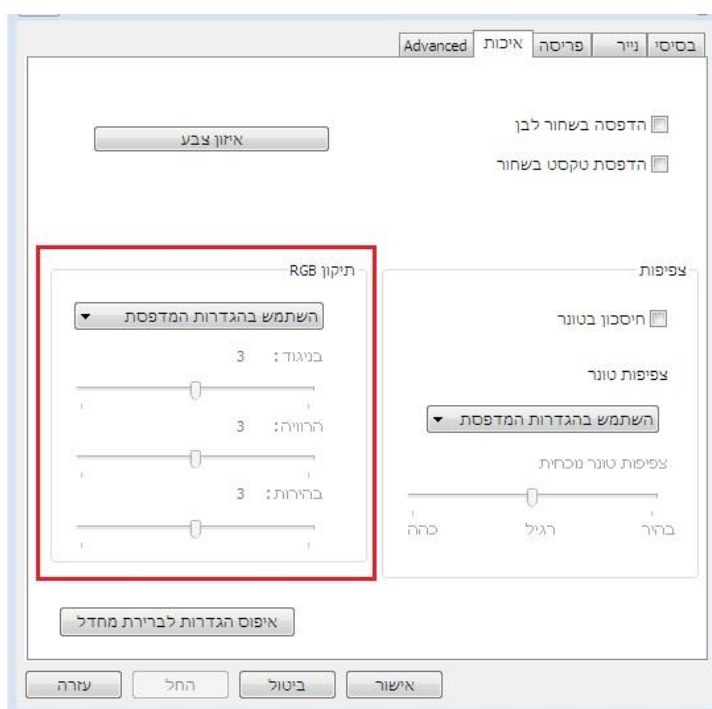 בסיסי נייר פריסה איכות Advanced
הדפסה בשחור לבן
איזון צבע
הדפסת טקסט בשחור
צפיפות
חיסכון בטונר
צפיפות טונר
השתמש בהגדרות המדפסת
צפיפות טונר נוכחית
בהיר רגיל כהה
תיקון RGB
השתמש בהגדרות המדפסת
בניגוד: 3
הרוויה: 3
בהירות: 3
איפוס הגדרות לברירת מחדל
אישור ביטול החל עזרה